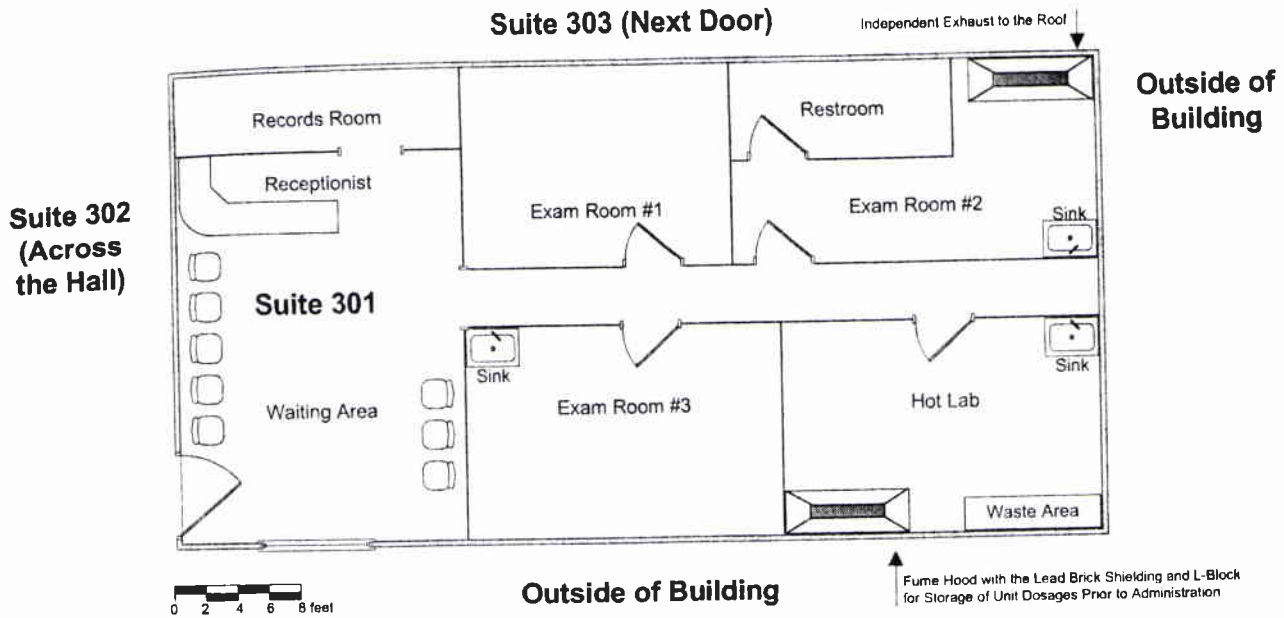 Suite 303 (Next Door)
Independent Exhaust to the Roof
Outside of
Building
Records Room
Restroom
Receptionist
Exam Room #1
Exam Room #2
Sink
Suite 302
(Across
the Hall)
Suite 301
Sink
Sink
Waiting Area
Exam Room #3
Hot Lab
Waste Area
0 2 4 6 8 feet
Outside of Building
Fume Hood with the Lead Brick Shielding and L-Block
for Storage of Unit Dosages Prior to Administration